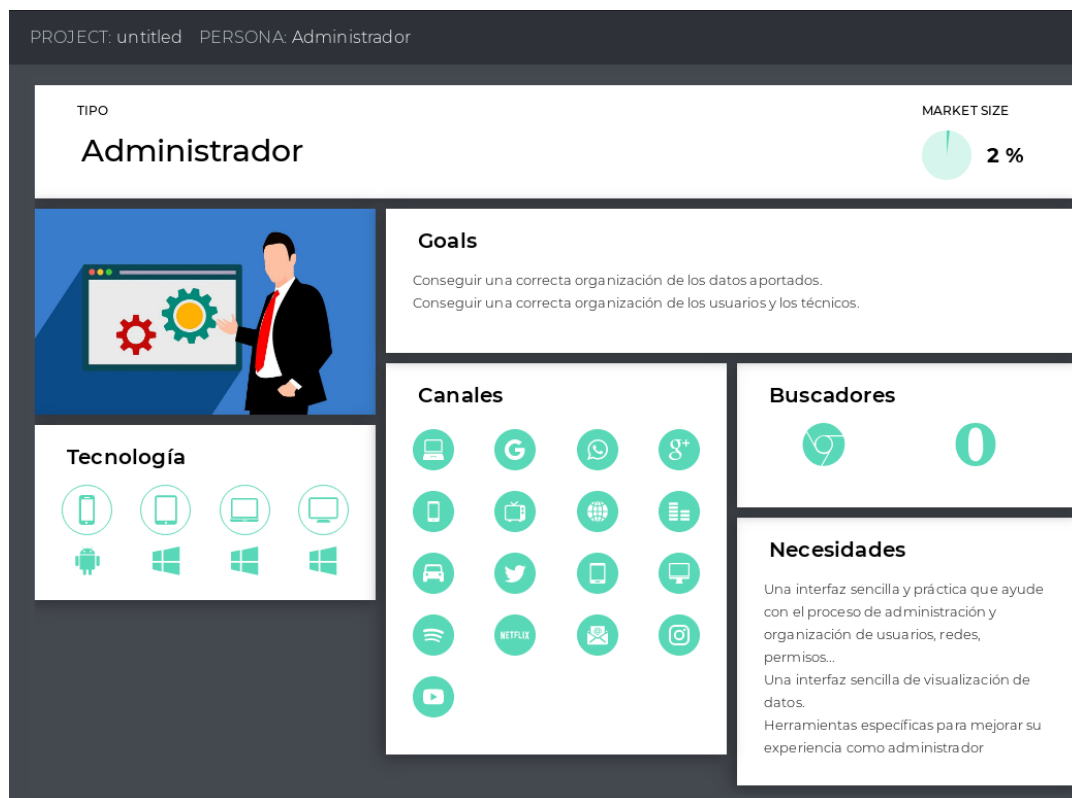 PROJECT: untitled PERSONA: Administrador
TIPO
Administrador
MARKET SIZE
2 %
Goals
Conseguir una correcta organización de los datos aportados.
Conseguir una correcta organización de los usuarios y los técnicos.
Tecnología
Canales
G
g+
NETFLIX
Buscadores
Necesidades
Una interfaz sencilla y práctica que ayude
con el proceso de administración y
organización de usuarios, redes,
permisos...
Una interfaz sencilla de visualización de
datos.
Herramientas específicas para mejorar su
experiencia como administrador